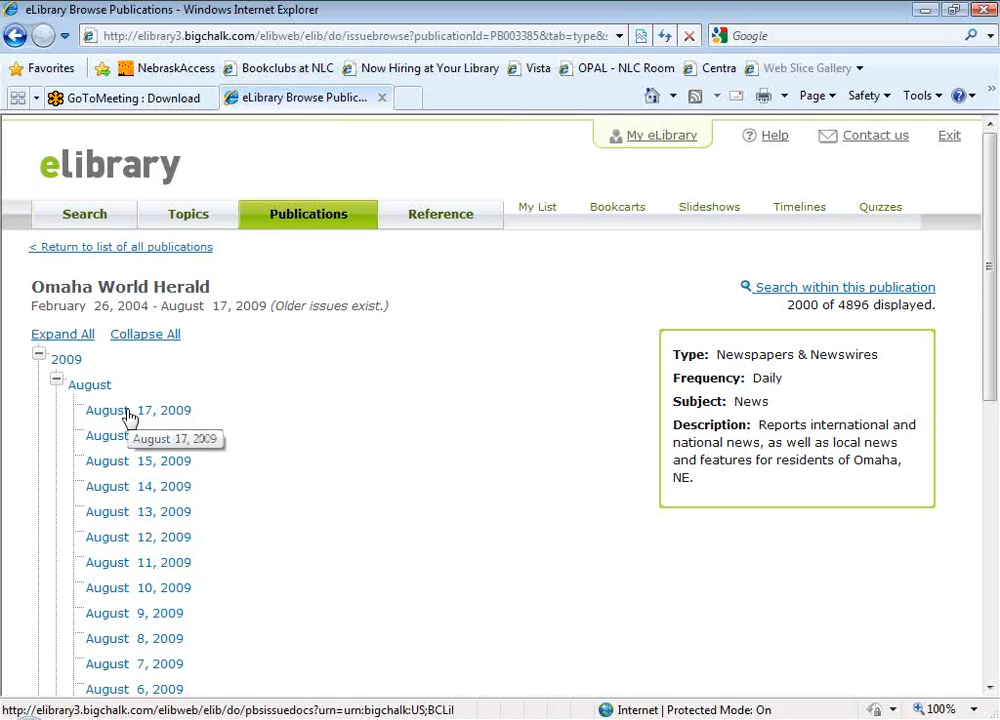 eLibrary Browse Publications - Windows Internet Explorer
http://elibrary3.bigchalk.com/elibweb/elib/do/issuebrowse?publicationId=PB003385&tab=type&
Google
Favorites NebraskAccess Bookclubs at NLC Now Hiring at Your Library Vista OPAL - NLC Room Centra Web Slice Gallery
GoToMeeting : Download eLibrary Browse Public... Page Safety Tools
My eLibrary Help Contact us Exit
elibrary
Search Topics Publications Reference My List Bookcarts Slideshows Timelines Quizzes
< Return to list of all publications
Omaha World Herald
February 26, 2004 - August 17, 2009 (Older issues exist.)
Search within this publication
2000 of 4896 displayed.
Expand All Collapse All
2009
August
August 17, 2009
August
August 17, 2009
August 15, 2009
August 14, 2009
August 13, 2009
August 12, 2009
August 11, 2009
August 10, 2009
August 9, 2009
August 8, 2009
August 7, 2009
August 6, 2009
Type: Newspapers & Newswires
Frequency: Daily
Subject: News
Description: Reports international and
national news, as well as local news
and features for residents of Omaha,
NE.
http://elibrary3.bigchalk.com/elibweb/elib/do/pbsissuedocs?urn=urn:bigchalk:US;BCLil
Internet | Protected Mode: On
100%